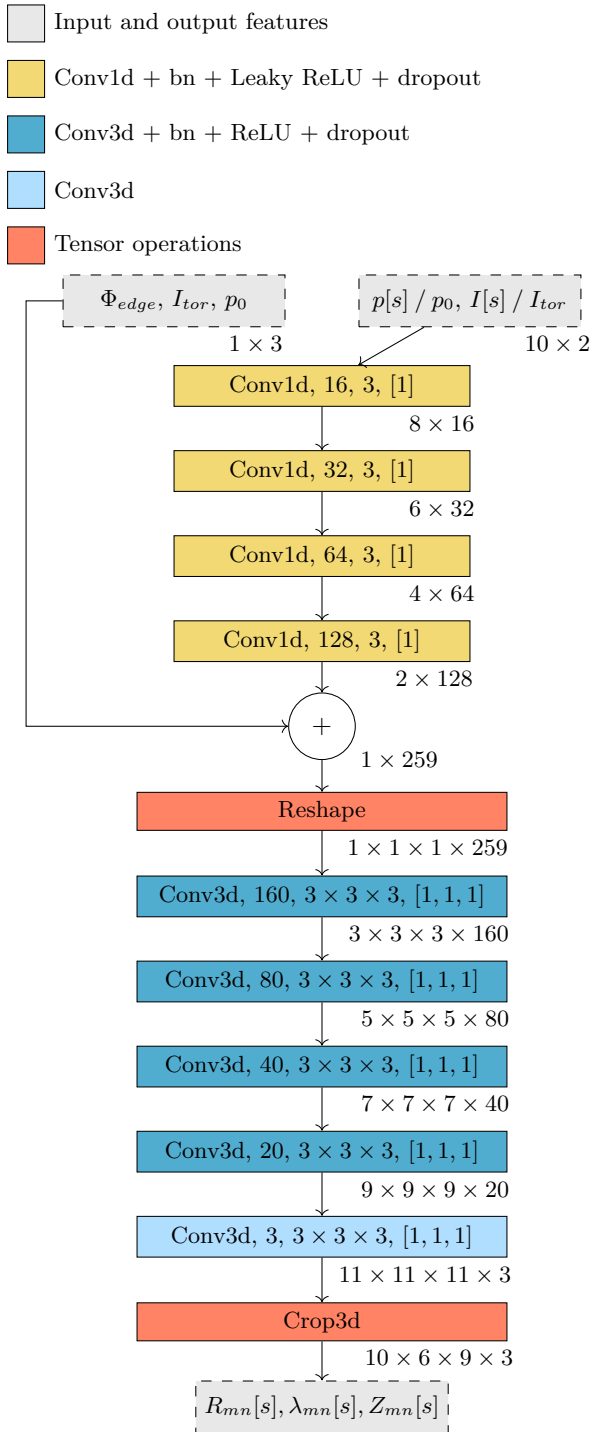 Input and output features
Conv1d + bn + Leaky ReLU + dropout
Conv3d + bn + ReLU + dropout
Conv3d
Tensor operations
Φ_edge, I_tor, p_0
1 × 3
p[s] / p_0, I[s] / I_tor
10 × 2
Conv1d, 16, 3, [1]
8 × 16
Conv1d, 32, 3, [1]
6 × 32
Conv1d, 64, 3, [1]
4 × 64
Conv1d, 128, 3, [1]
2 × 128
+
1 × 259
Reshape
1 × 1 × 1 × 259
Conv3d, 160, 3 × 3 × 3, [1, 1, 1]
3 × 3 × 3 × 160
Conv3d, 80, 3 × 3 × 3, [1, 1, 1]
5 × 5 × 5 × 80
Conv3d, 40, 3 × 3 × 3, [1, 1, 1]
7 × 7 × 7 × 40
Conv3d, 20, 3 × 3 × 3, [1, 1, 1]
9 × 9 × 9 × 20
Conv3d, 3, 3 × 3 × 3, [1, 1, 1]
11 × 11 × 11 × 3
Crop3d
10 × 6 × 9 × 3
R_mn[s], λ_mn[s], Z_mn[s]